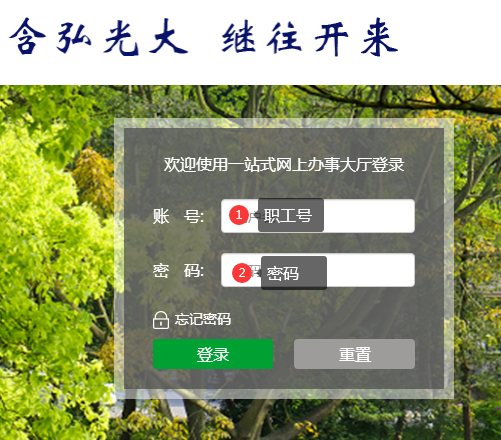 含弘光大 继往开来
欢迎使用一站式网上办事大厅登录
账 号: 1 职工号
密 码: 2 密码
忘记密码
登录 重置